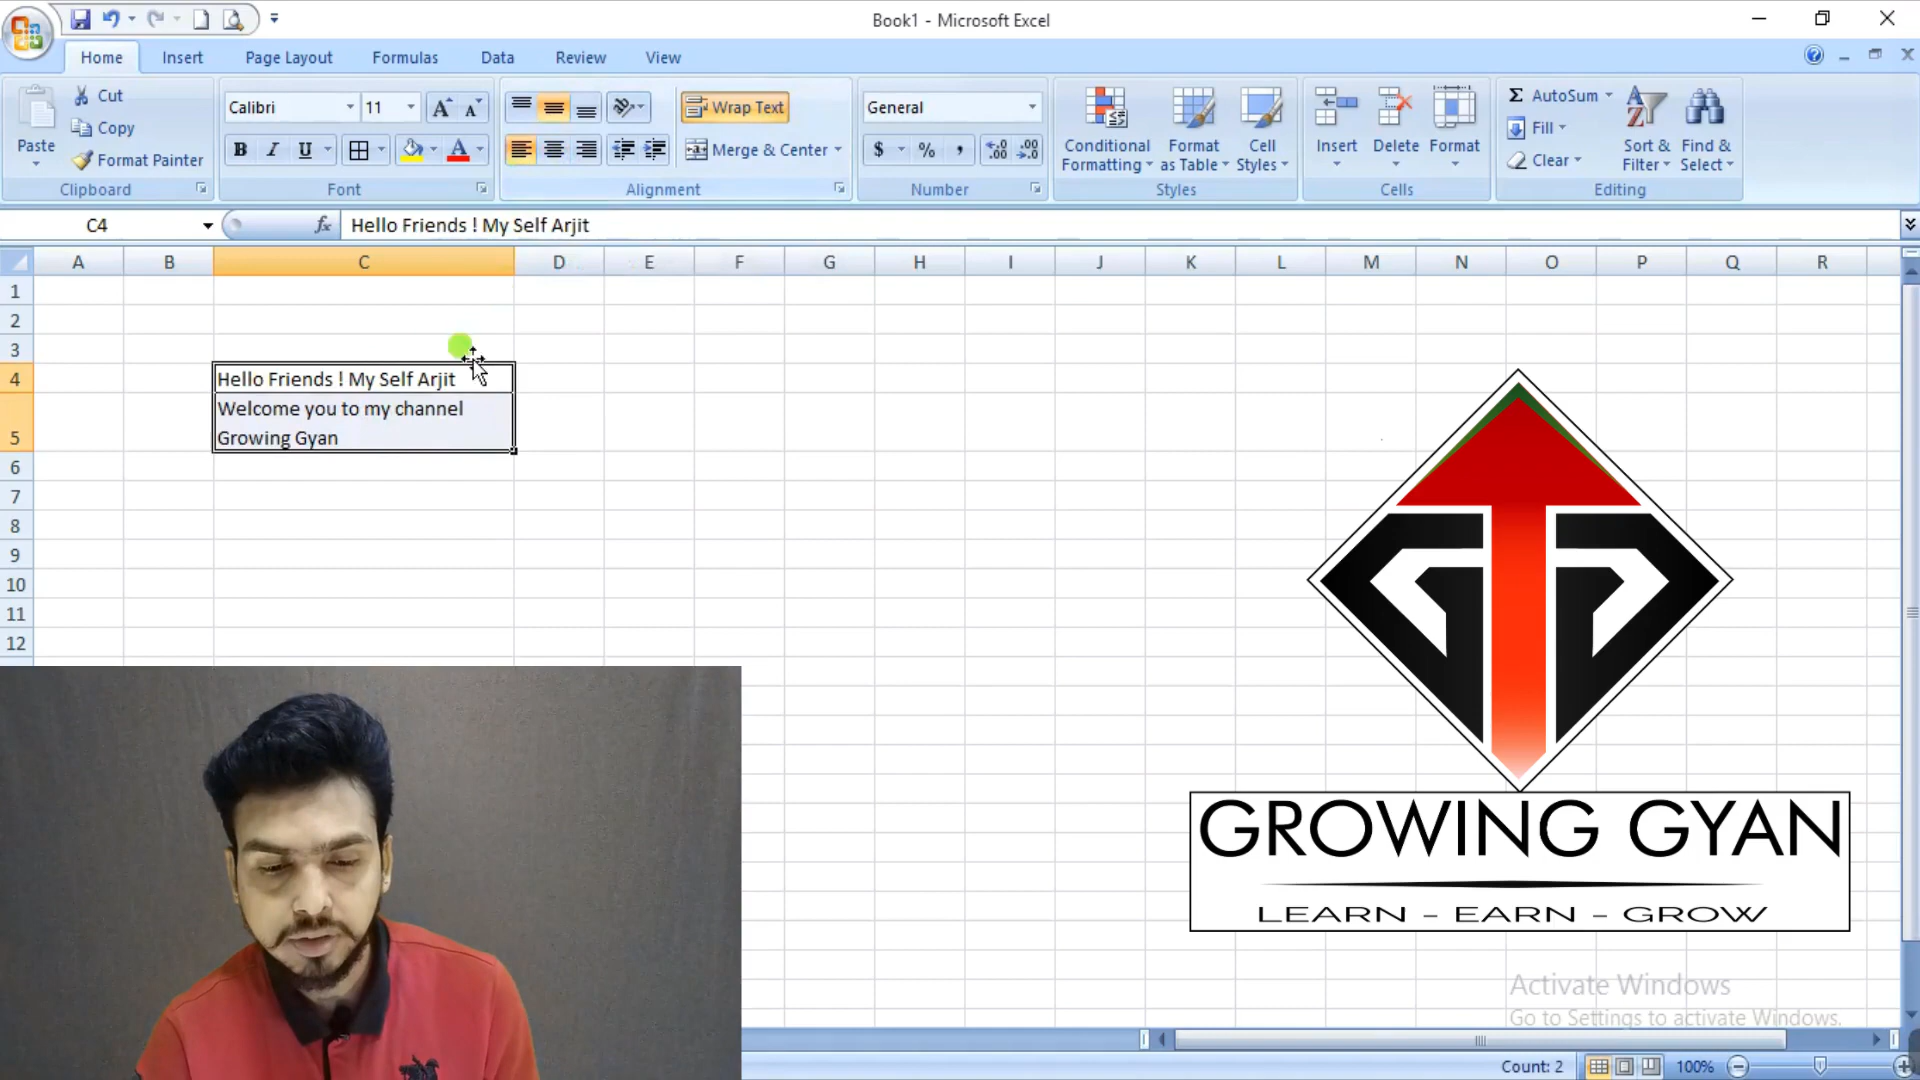 Book1 - Microsoft Excel
Home Insert Page Layout Formulas Data Review View
Paste
Cut
Copy
Format Painter
Clipboard
Calibri 11
B I U
Font
Wrap Text
Merge & Center
Alignment
General
$ % ,
Number
Conditional Formatting
Format as Table
Cell Styles
Styles
Insert
Delete
Format
Cells
Σ AutoSum
Fill
Clear
Sort & Filter
Find & Select
Editing
C4 fx Hello Friends ! My Self Arjit
A B C D E F G H I J K L M N O P Q R
1
2
3
4 Hello Friends ! My Self Arjit
Welcome you to my channel
5 Growing Gyan
6
7
8
9
10
11
12
GROWING GYAN
LEARN - EARN - GROW
Activate Windows
Go to Settings to activate Windows.
Count: 2 100%